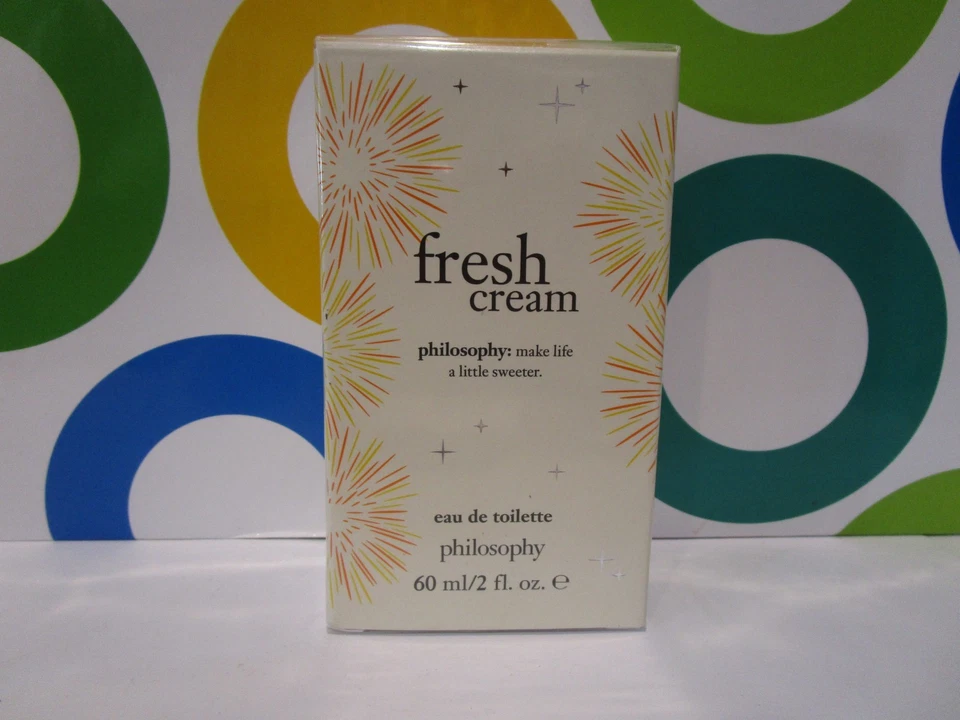 fresh
cream
philosophy: make life
a little sweeter.
eau de toilette
philosophy
60 ml/2 fl. oz. ℮